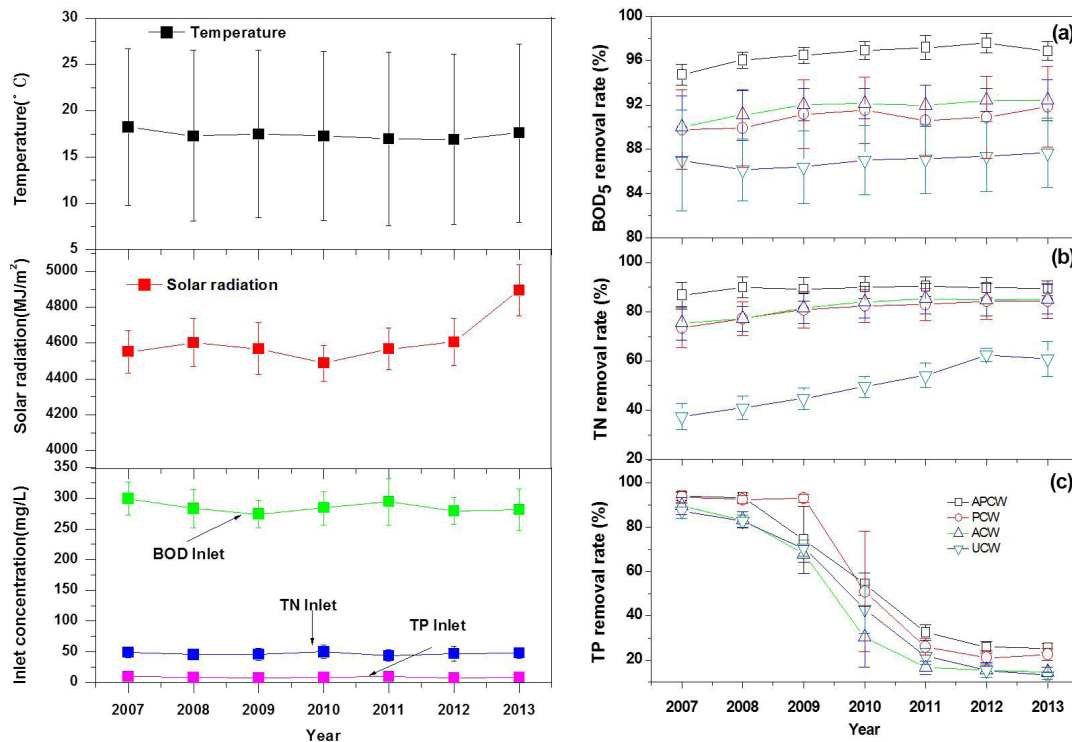 Temperature
30
25
20
15
10
5
Temperature(° C)
Solar radiation
5000
4800
4600
4400
4200
4000
Solar radiation(MJ/m²)
350
300
250
200
150
100
50
0
Inlet concentration(mg/L)
BOD Inlet
TN Inlet
TP Inlet
2007 2008 2009 2010 2011 2012 2013
Year
(a)
100
96
92
88
84
80
BOD₅ removal rate (%)
(b)
100
80
60
40
20
TN removal rate (%)
(c)
100
80
60
40
20
TP removal rate (%)
APCW
PCW
ACW
UCW
2007 2008 2009 2010 2011 2012 2013
Year